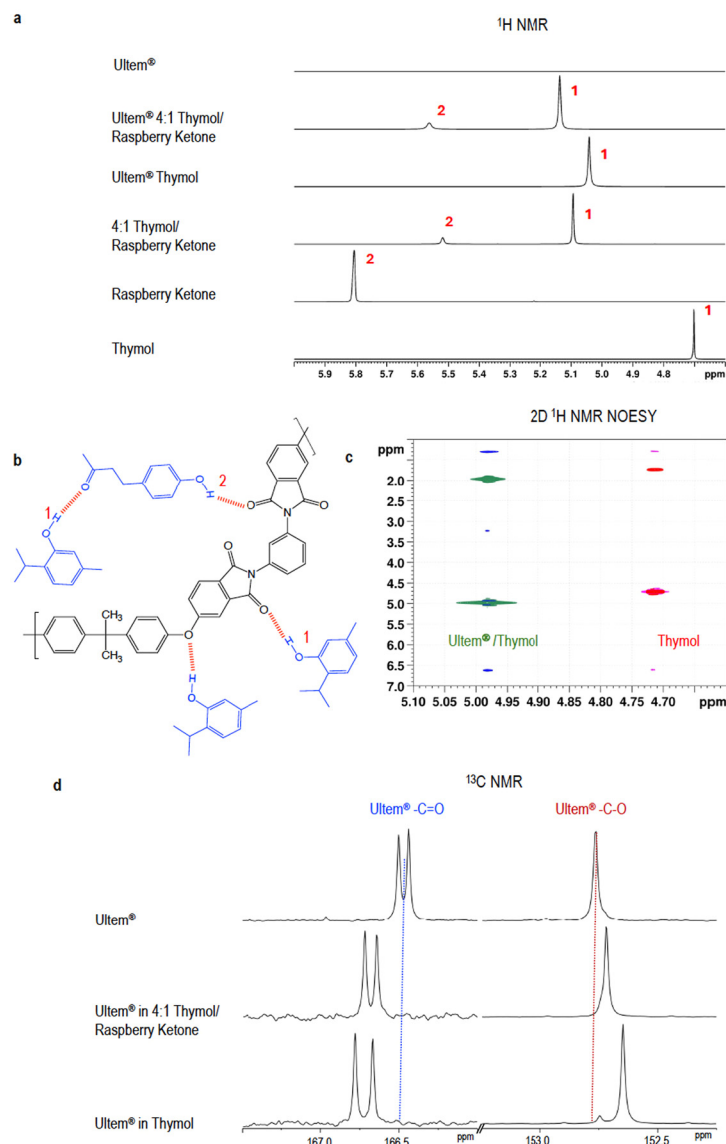 a
¹H NMR
Ultem®
1
2
Ultem® 4:1 Thymol/
Raspberry Ketone
1
Ultem® Thymol
1
2
4:1 Thymol/
Raspberry Ketone
2
Raspberry Ketone
1
Thymol
5.9 5.8 5.7 5.6 5.5 5.4 5.3 5.2 5.1 5.0 4.9 4.8 ppm
b
O
1
H
O
O
H
2
O
O
N
O
N
O
CH₃
CH₃
O
H
O
1
H
O
c
2D ¹H NMR NOESY
ppm
2.0
2.5
3.0
3.5
4.0
4.5
5.0
5.5
6.0
6.5
7.0
Ultem® /Thymol
Thymol
5.10 5.05 5.00 4.95 4.90 4.85 4.80 4.75 4.70 ppm
d
¹³C NMR
Ultem® -C=O
Ultem® -C-O
Ultem®
Ultem® in 4:1 Thymol/
Raspberry Ketone
Ultem® in Thymol
167.0 166.5 ppm 153.0 152.5 ppm